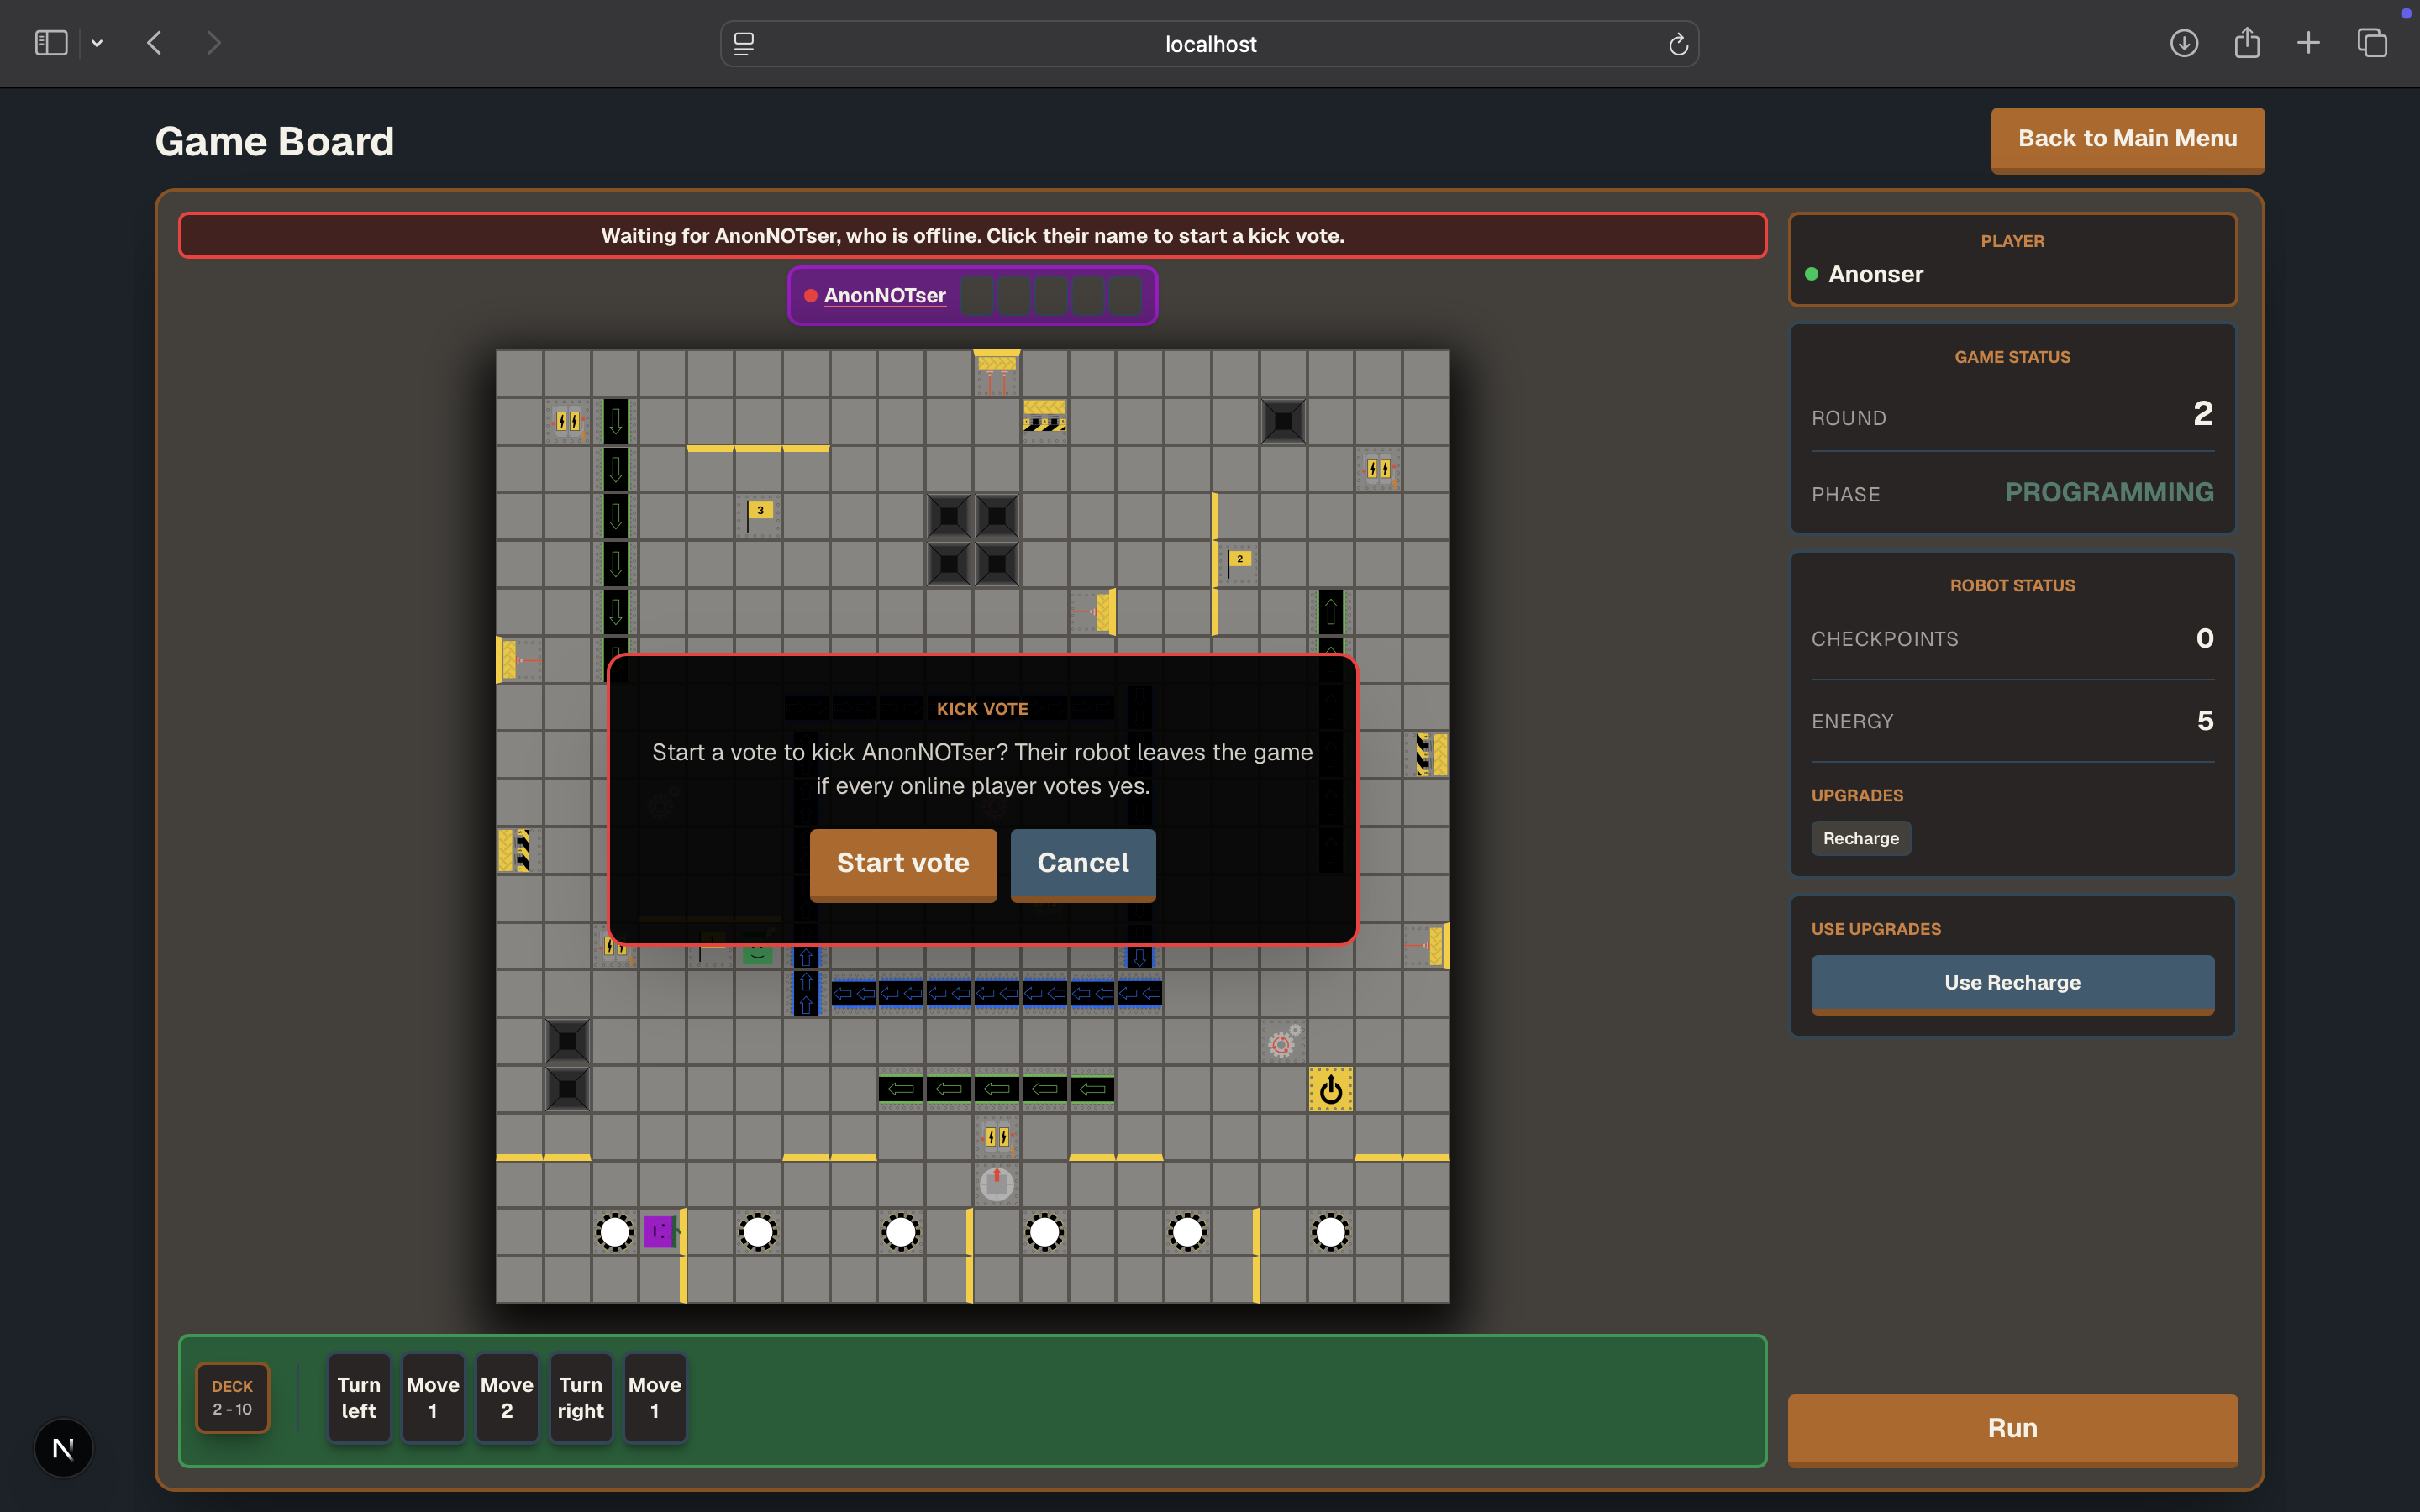 localhost
Game Board
Back to Main Menu
Waiting for AnonNOTser, who is offline. Click their name to start a kick vote.
AnonNOTser
PLAYER
Anonser
GAME STATUS
ROUND 2
PHASE PROGRAMMING
ROBOT STATUS
CHECKPOINTS 0
ENERGY 5
UPGRADES
Recharge
USE UPGRADES
Use Recharge
3
2
KICK VOTE
Start a vote to kick AnonNOTser? Their robot leaves the game
if every online player votes yes.
Start vote
Cancel
DECK
2 - 10
Turn
left
Move
1
Move
2
Turn
right
Move
1
Run
N